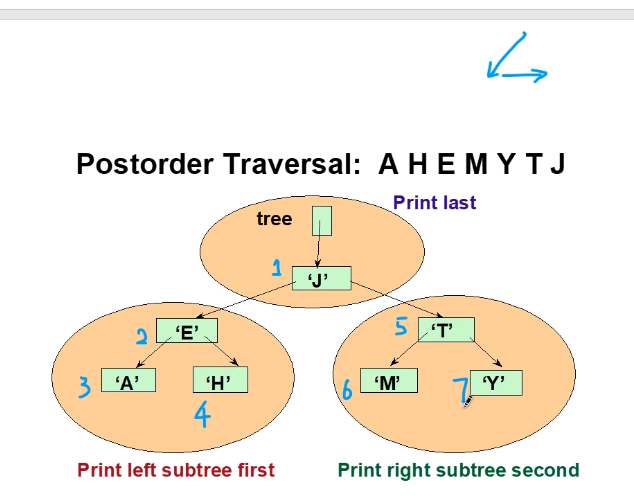 Postorder Traversal: A H E M Y T J
Print last
tree
1 ‘J’
2 ‘E’
5 ‘T’
3 ‘A’
4 ‘H’
6 ‘M’
7 ‘Y’
Print left subtree first
Print right subtree second